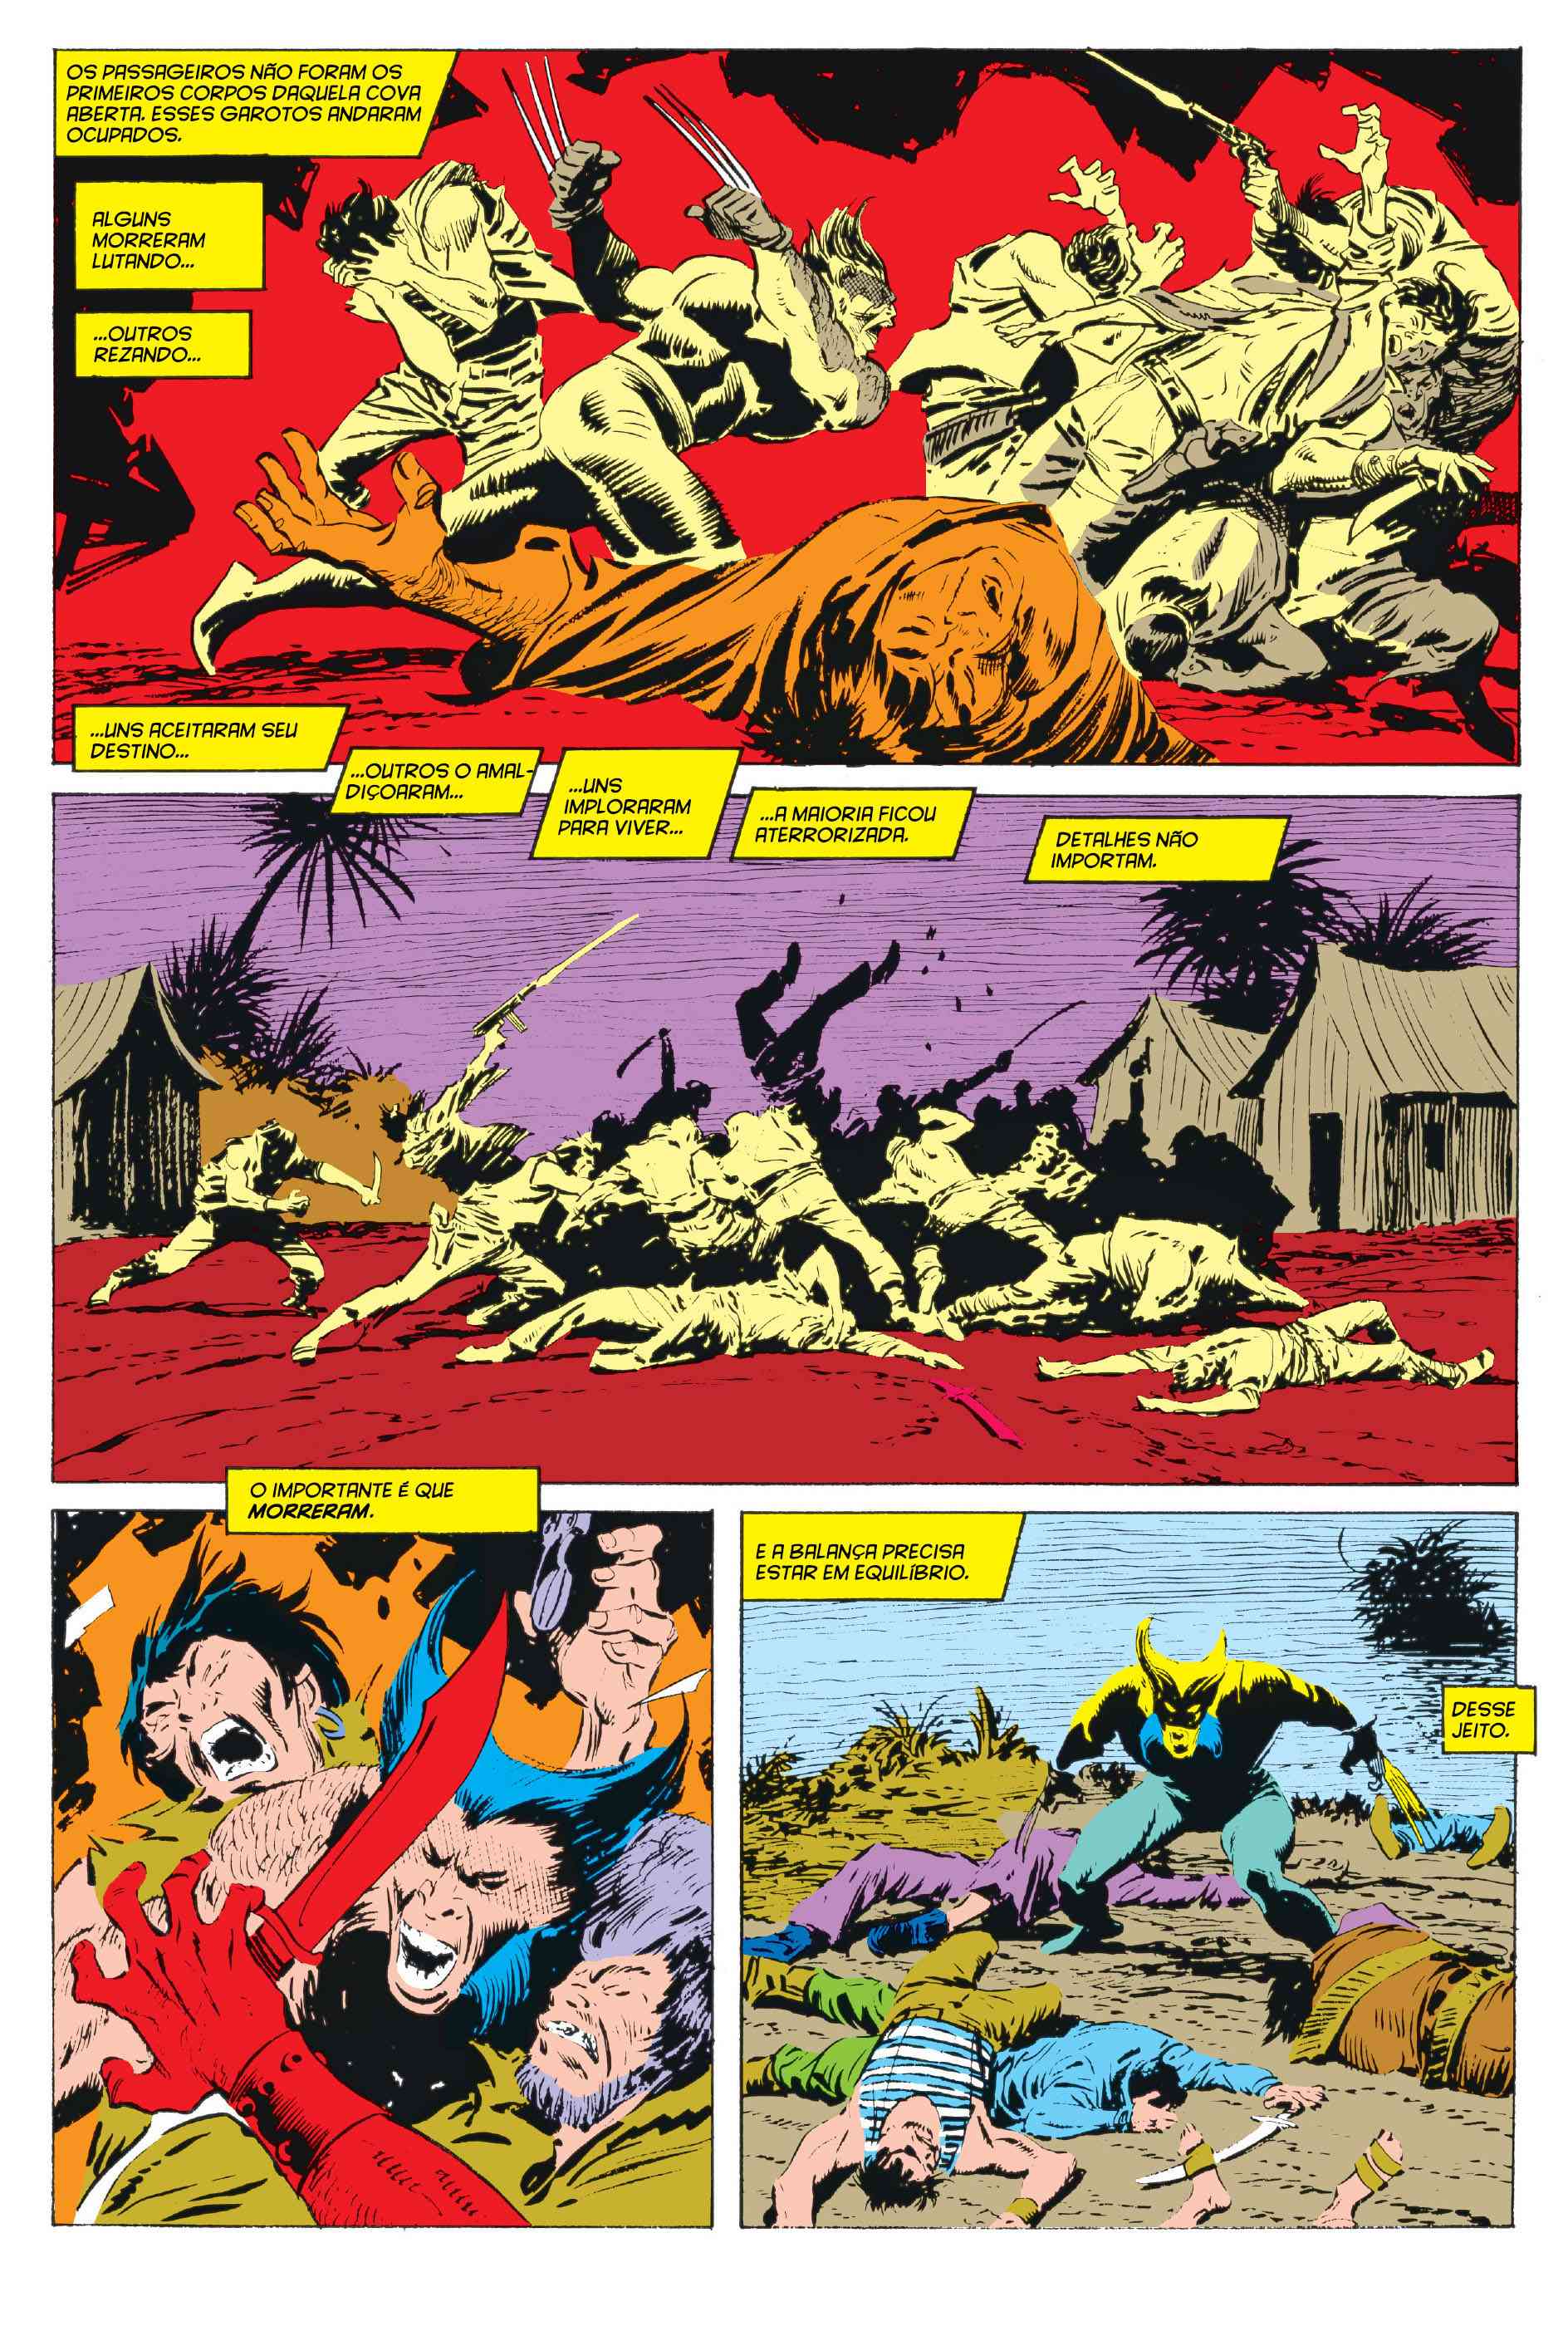 OS PASSAGEIROS NÃO FORAM OS
PRIMEIROS CORPOS DAQUELA COVA
ABERTA. ESSES GAROTOS ANDARAM
OCUPADOS.
ALGUNS
MORRERAM
LUTANDO...
...OUTROS
REZANDO...
...UNS ACEITARAM SEU
DESTINO...
...OUTROS O AMAL-
DIÇOARAM...
...UNS
IMPLORARAM
PARA VIVER...
...A MAIORIA FICOU
ATERRORIZADA.
DETALHES NÃO
IMPORTAM.
O IMPORTANTE É QUE
MORRERAM.
E A BALANÇA PRECISA
ESTAR EM EQUILÍBRIO.
DESSE
JEITO.